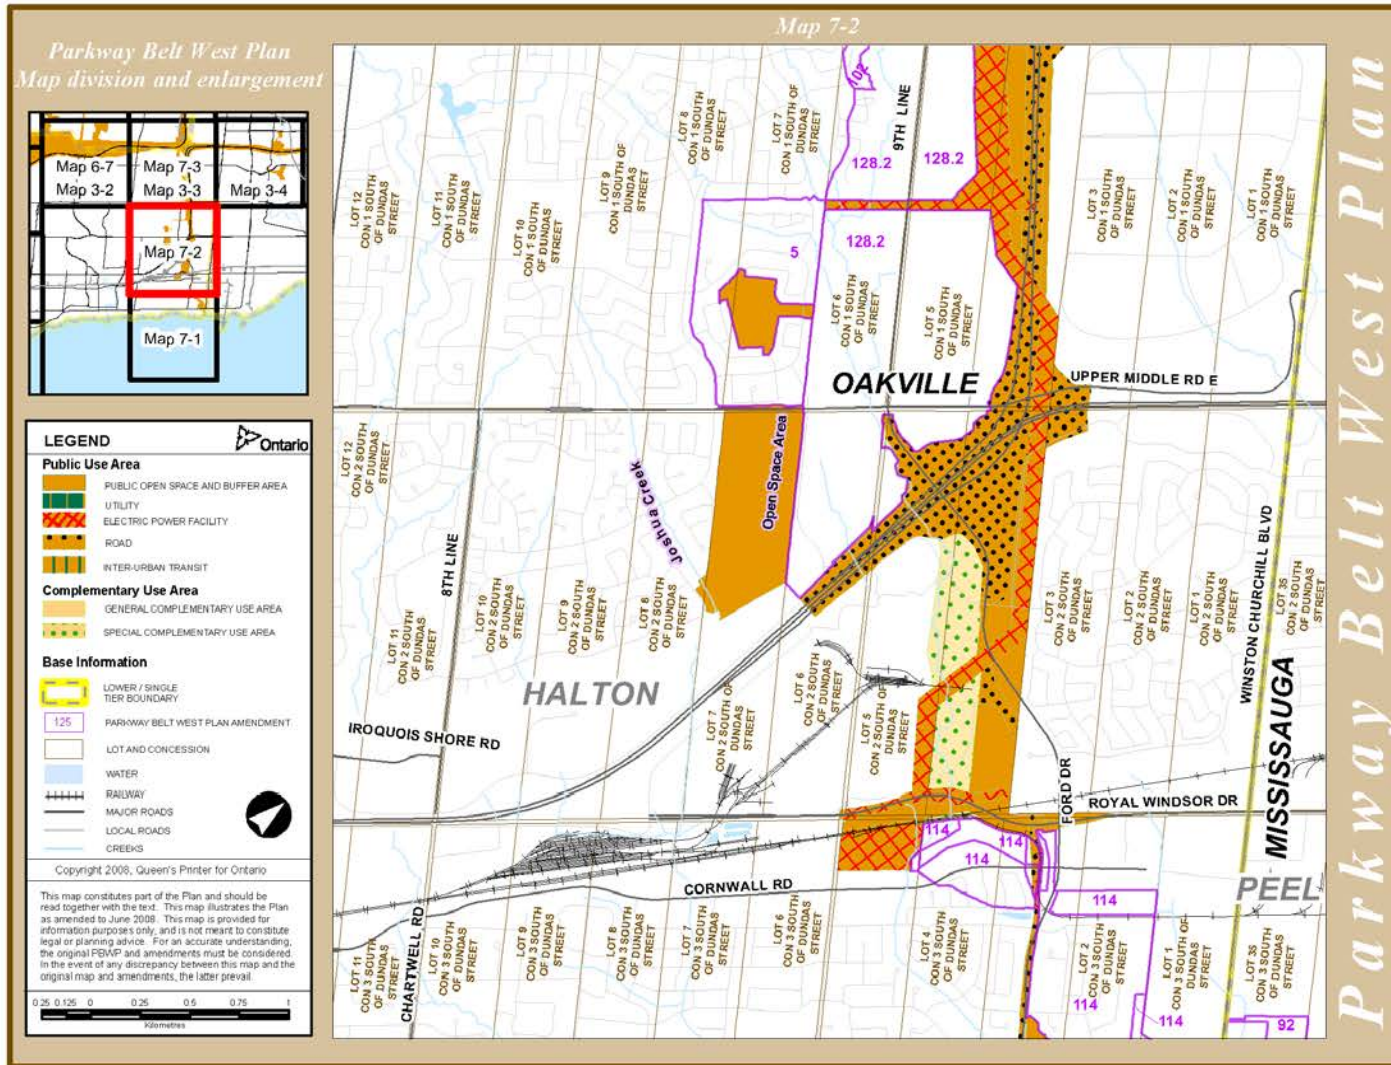 Map 7-2
Parkway Belt West Plan
Map division and enlargement
Map 6-7
Map 7-3
Map 3-2
Map 3-3
Map 3-4
Map 7-2
Map 7-1
LEGEND
Ontario
Public Use Area
PUBLIC OPEN SPACE AND BUFFER AREA
UTILITY
ELECTRIC POWER FACILITY
ROAD
INTER-URBAN TRANSIT
Complementary Use Area
GENERAL COMPLEMENTARY USE AREA
SPECIAL COMPLEMENTARY USE AREA
Base Information
LOWER / SINGLE
TIER BOUNDARY
125
PARKWAY BELT WEST PLAN AMENDMENT
LOT AND CONCESSION
WATER
RAILWAY
MAJOR ROADS
LOCAL ROADS
CREEKS
Copyright 2008, Queen's Printer for Ontario
This map constitutes part of the Plan and should be
read together with the text. This map illustrates the Plan
as amended to June 2008. This map is provided for
information purposes only, and is not meant to constitute
legal or planning advice. For an accurate understanding,
the original PBWP and amendments must be considered.
In the event of any discrepancy between this map and the
original map and amendments, the latter prevail
0.25 0.125 0 0.25 0.5 0.75 1
Kilometres
102
9TH LINE
128.2
128.2
128.2
5
LOT 12
CON 1 SOUTH
OF DUNDAS
STREET
LOT 11
CON 1 SOUTH
OF DUNDAS
STREET
LOT 10
CON 1 SOUTH
OF DUNDAS
STREET
LOT 9
CON 1 SOUTH OF
DUNDAS
STREET
LOT 8
CON 1 SOUTH
OF DUNDAS
STREET
LOT 7
CON 1 SOUTH OF
DUNDAS
STREET
LOT 6
CON 1 SOUTH
OF DUNDAS
STREET
LOT 5
CON 1 SOUTH
OF DUNDAS
STREET
LOT 3
CON 1 SOUTH
OF DUNDAS
STREET
LOT 2
CON 1 SOUTH
OF DUNDAS
STREET
LOT 1
CON 1 SOUTH
OF DUNDAS
STREET
OAKVILLE
UPPER MIDDLE RD E
LOT 12
CON 2 SOUTH
OF DUNDAS
STREET
Joshua Creek
Open Space Area
8TH LINE
WINSTON CHURCHILL BLVD
LOT 11
CON 2 SOUTH
OF DUNDAS
STREET
LOT 10
CON 2 SOUTH
OF DUNDAS
STREET
LOT 9
CON 2 SOUTH
OF DUNDAS
STREET
LOT 8
CON 2 SOUTH
OF DUNDAS
STREET
LOT 7
CON 2 SOUTH OF
DUNDAS
STREET
LOT 6
CON 2 SOUTH
OF DUNDAS
STREET
LOT 5
CON 2 SOUTH OF
DUNDAS
STREET
LOT 3
CON 2 SOUTH
OF DUNDAS
STREET
LOT 2
CON 2 SOUTH
OF DUNDAS
STREET
LOT 1
CON 2 SOUTH
OF DUNDAS
STREET
LOT 35
CON 2 SOUTH
OF DUNDAS
STREET
HALTON
MISSISSAUGA
IROQUOIS SHORE RD
FORD DR
ROYAL WINDSOR DR
114
114
114
114
CORNWALL RD
PEEL
CHARTWELL RD
LOT 11
CON 3 SOUTH
OF DUNDAS
STREET
LOT 10
CON 3 SOUTH
OF DUNDAS
STREET
LOT 9
CON 3 SOUTH
OF DUNDAS
STREET
LOT 8
CON 3 SOUTH
OF DUNDAS
STREET
LOT 7
CON 3 SOUTH
OF DUNDAS
STREET
LOT 6
CON 3 SOUTH
OF DUNDAS
STREET
LOT 4
CON 3 SOUTH
OF DUNDAS
STREET
LOT 2
CON 3 SOUTH
OF DUNDAS
STREET
LOT 1
CON 3 SOUTH OF
DUNDAS
STREET
LOT 35
CON 3 SOUTH
OF DUNDAS
STREET
114
114
92
Parkway Belt West Plan